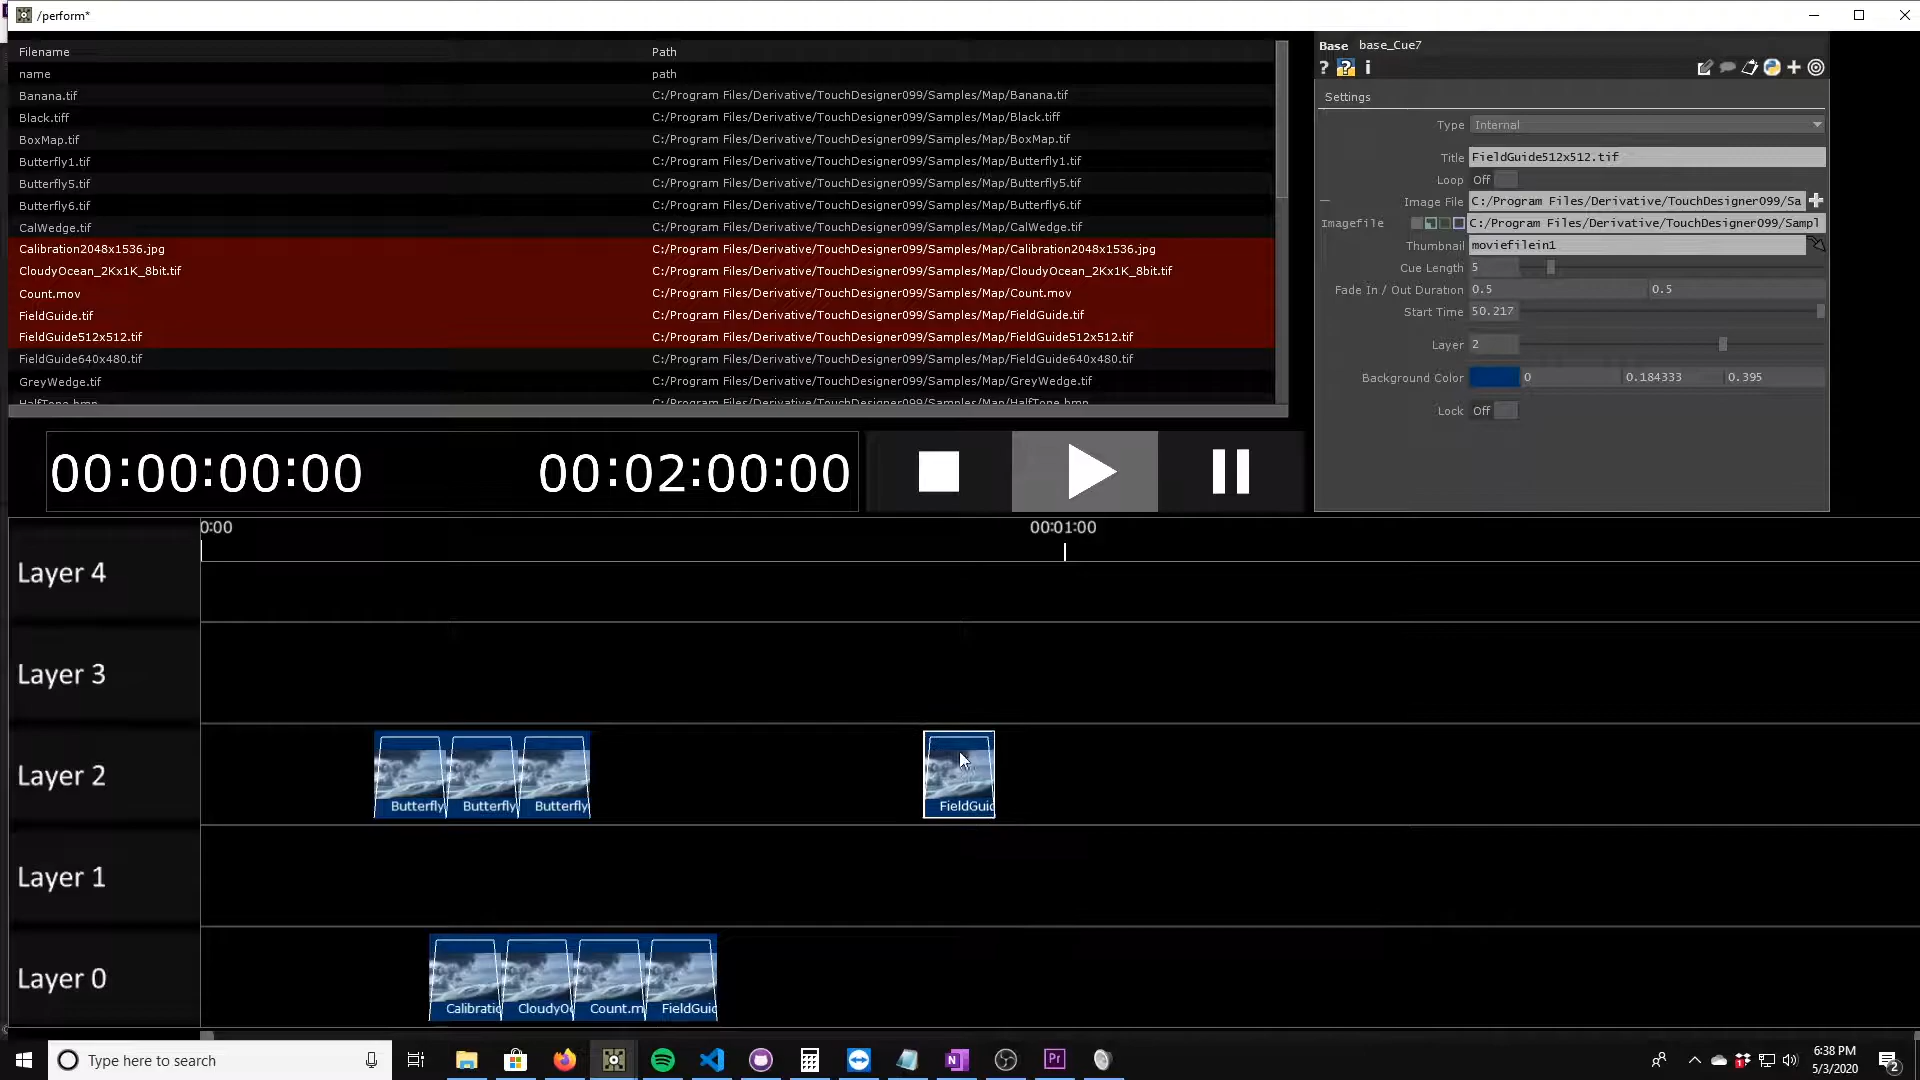 /perform*
Filename Path
name path
Banana.tif C:/Program Files/Derivative/TouchDesigner099/Samples/Map/Banana.tif
Black.tiff C:/Program Files/Derivative/TouchDesigner099/Samples/Map/Black.tiff
BoxMap.tif C:/Program Files/Derivative/TouchDesigner099/Samples/Map/BoxMap.tif
Butterfly1.tif C:/Program Files/Derivative/TouchDesigner099/Samples/Map/Butterfly1.tif
Butterfly5.tif C:/Program Files/Derivative/TouchDesigner099/Samples/Map/Butterfly5.tif
Butterfly6.tif C:/Program Files/Derivative/TouchDesigner099/Samples/Map/Butterfly6.tif
CalWedge.tif C:/Program Files/Derivative/TouchDesigner099/Samples/Map/CalWedge.tif
Calibration2048x1536.jpg C:/Program Files/Derivative/TouchDesigner099/Samples/Map/Calibration2048x1536.jpg
CloudyOcean_2Kx1K_8bit.tif C:/Program Files/Derivative/TouchDesigner099/Samples/Map/CloudyOcean_2Kx1K_8bit.tif
Count.mov C:/Program Files/Derivative/TouchDesigner099/Samples/Map/Count.mov
FieldGuide.tif C:/Program Files/Derivative/TouchDesigner099/Samples/Map/FieldGuide.tif
FieldGuide512x512.tif C:/Program Files/Derivative/TouchDesigner099/Samples/Map/FieldGuide512x512.tif
FieldGuide640x480.tif C:/Program Files/Derivative/TouchDesigner099/Samples/Map/FieldGuide640x480.tif
GreyWedge.tif C:/Program Files/Derivative/TouchDesigner099/Samples/Map/GreyWedge.tif
HalfTone.bmp C:/Program Files/Derivative/TouchDesigner099/Samples/Map/HalfTone.bmp
Base base_Cue7
? ? i
Settings
Type Internal
Title FieldGuide512x512.tif
Loop Off
Image File C:/Program Files/Derivative/TouchDesigner099/Sa
Imagefile C:/Program Files/Derivative/TouchDesigner099/Sampl
Thumbnail moviefilein1
Cue Length 5
Fade In / Out Duration 0.5 0.5
Start Time 50.217
Layer 2
Background Color 0 0.184333 0.395
Lock Off
00:00:00:00 00:02:00:00
0:00 00:01:00
Layer 4
Layer 3
Layer 2
Butterfly Butterfly Butterfly FieldGuid
Layer 1
Layer 0
Calibratic CloudyO Count.m FieldGuid
Type here to search
Pr
6:38 PM
5/3/2020
2